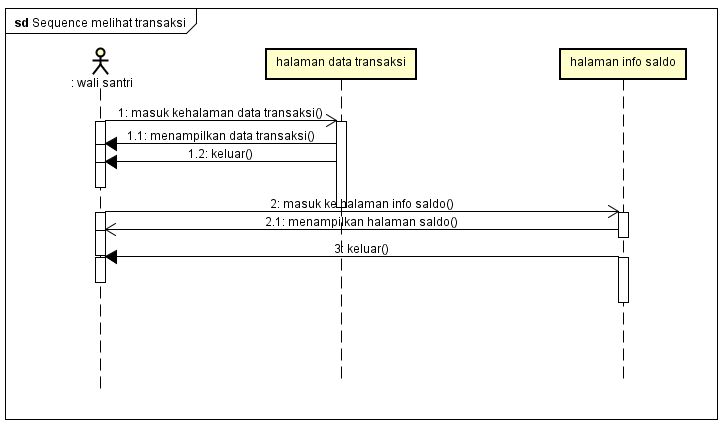 sd Sequence melihat transaksi
: wali santri
halaman data transaksi
halaman info saldo
1: masuk kehalaman data transaksi()
1.1: menampilkan data transaksi()
1.2: keluar()
2: masuk ke halaman info saldo()
2.1: menampilkan halaman saldo()
3: keluar()